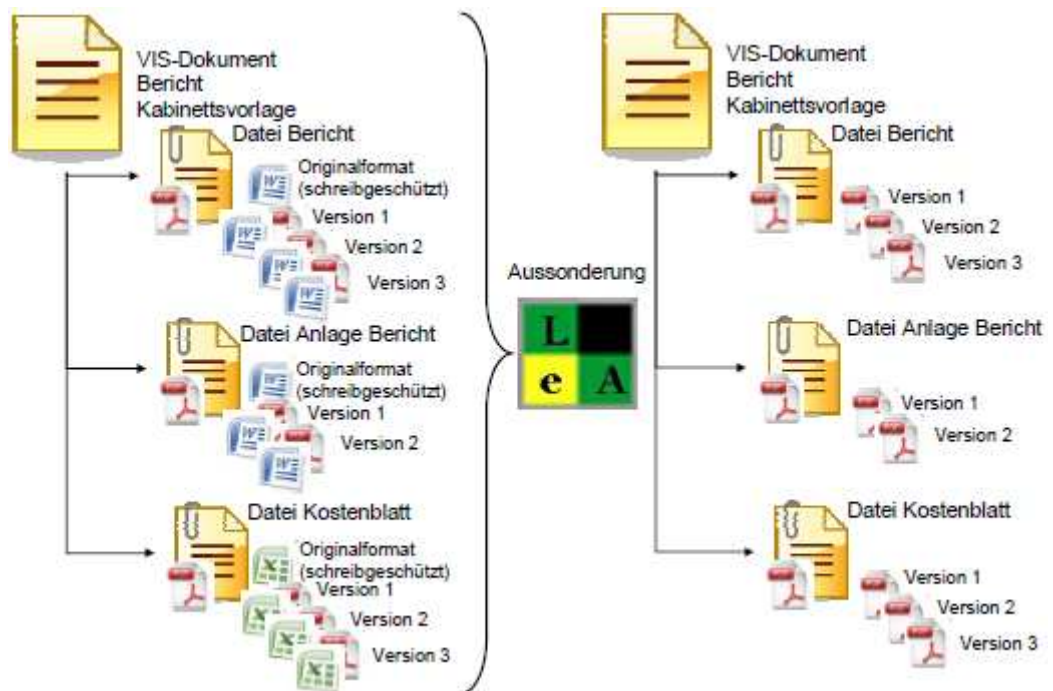 VIS-Dokument
Bericht
Kabinettsvorlage
Datei Bericht
Originalformat
(schreibgeschützt)
Version 1
Version 2
Version 3
Datei Anlage Bericht
Originalformat
(schreibgeschützt)
Version 1
Version 2
Datei Kostenblatt
Originalformat
(schreibgeschützt)
Version 1
Version 2
Version 3
Aussonderung
L
e A
VIS-Dokument
Bericht
Kabinettsvorlage
Datei Bericht
Version 1
Version 2
Version 3
Datei Anlage Bericht
Version 1
Version 2
Datei Kostenblatt
Version 1
Version 2
Version 3